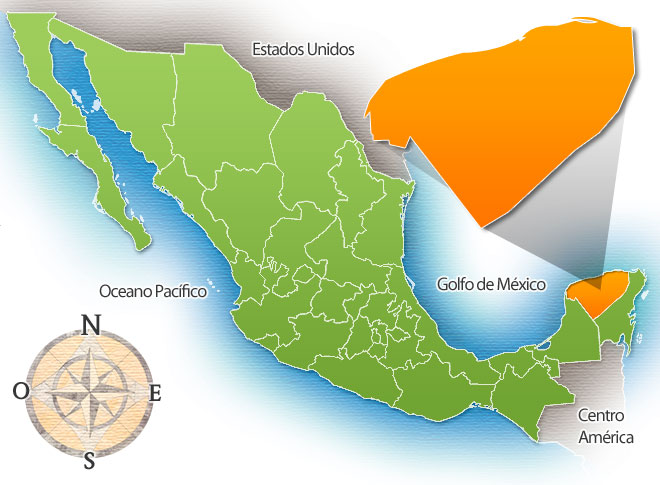 Estados Unidos
Golfo de México
Oceano Pacífico
N
O
E
S
Centro
América